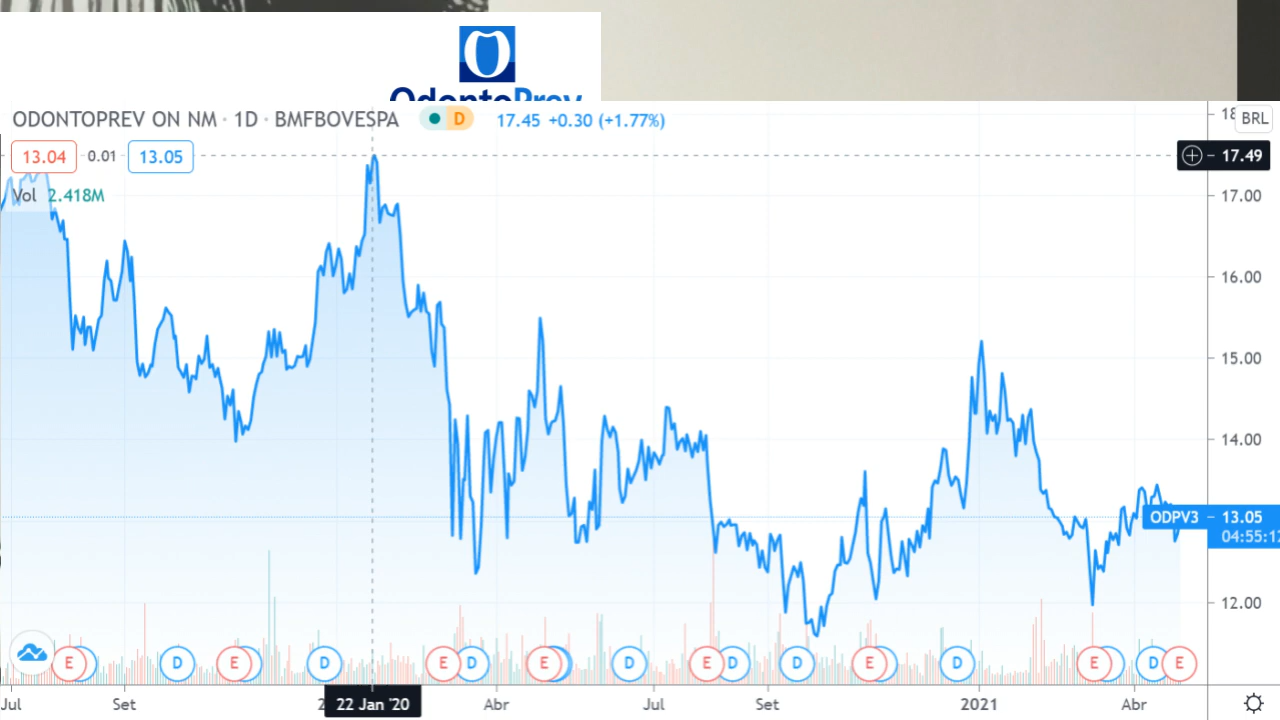 OdontoPrev
ODONTOPREV ON NM · 1D · BMFBOVESPA
D
17.45 +0.30 (+1.77%)
BRL
13.04 0.01 13.05
17.49
Vol 2.418M
17.00
16.00
15.00
14.00
ODPV3
13.05
04:55:12
12.00
E D E D E D E D E D D E D E D E
Jul Set 22 Jan '20 Abr Jul Set 2021 Abr